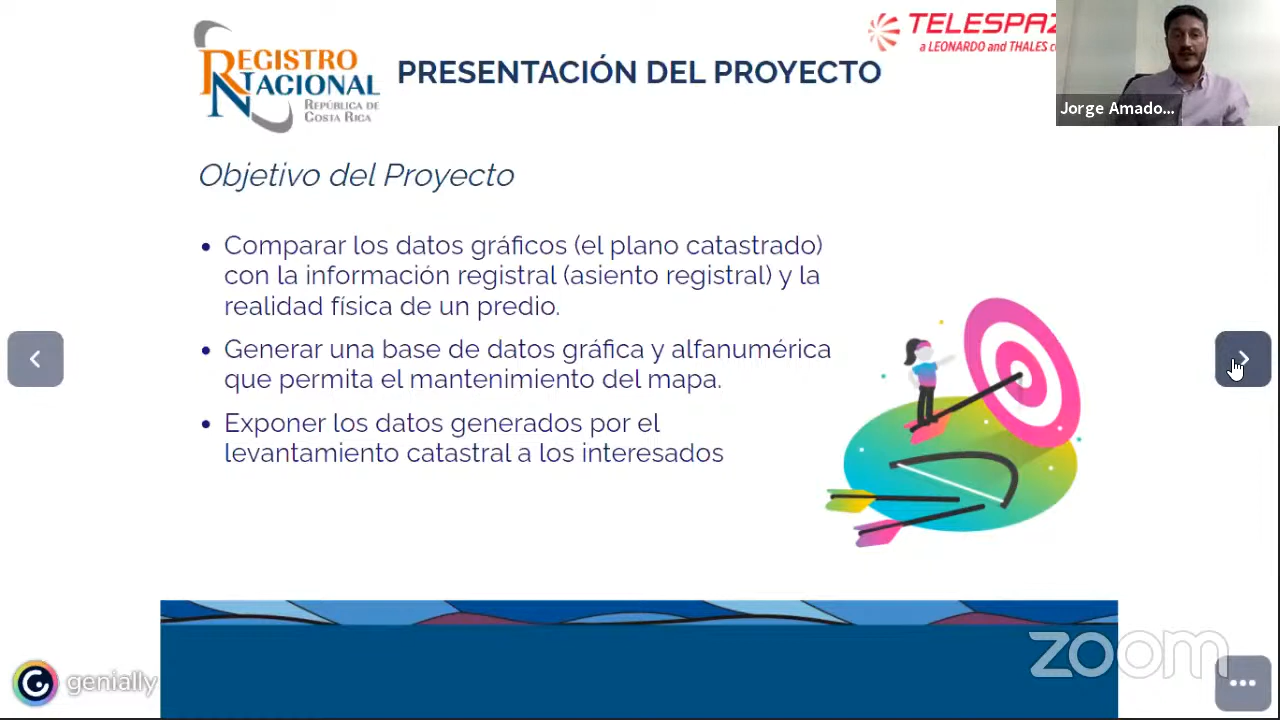 REGISTRO
NACIONAL
REPÚBLICA DE
COSTA RICA
PRESENTACIÓN DEL PROYECTO
TELESPAZ
a LEONARDO and THALES c
Jorge Amado...
Objetivo del Proyecto
• Comparar los datos gráficos (el plano catastrado)
con la información registral (asiento registral) y la
realidad física de un predio.
• Generar una base de datos gráfica y alfanumérica
que permita el mantenimiento del mapa.
• Exponer los datos generados por el
levantamiento catastral a los interesados
zoom
genially